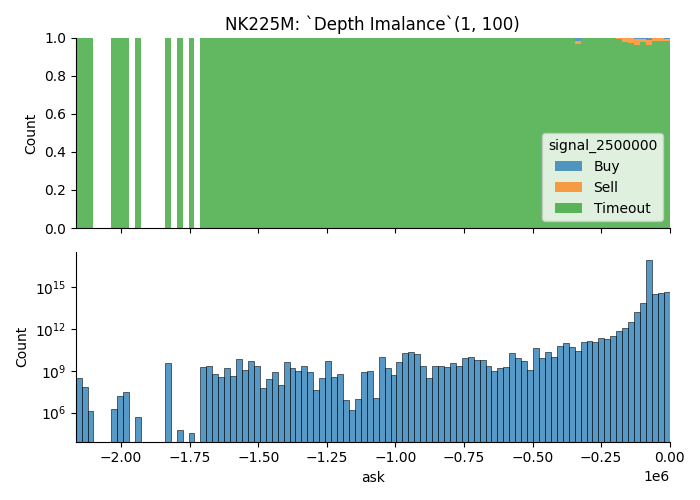 NK225M: `Depth Imalance`(1, 100)
1.0
0.8
0.6
0.4
0.2
0.0
Count
signal_2500000
Buy
Sell
Timeout
10^15
10^12
10^9
10^6
Count
−2.00 −1.75 −1.50 −1.25 −1.00 −0.75 −0.50 −0.25 0.00
ask
1e6